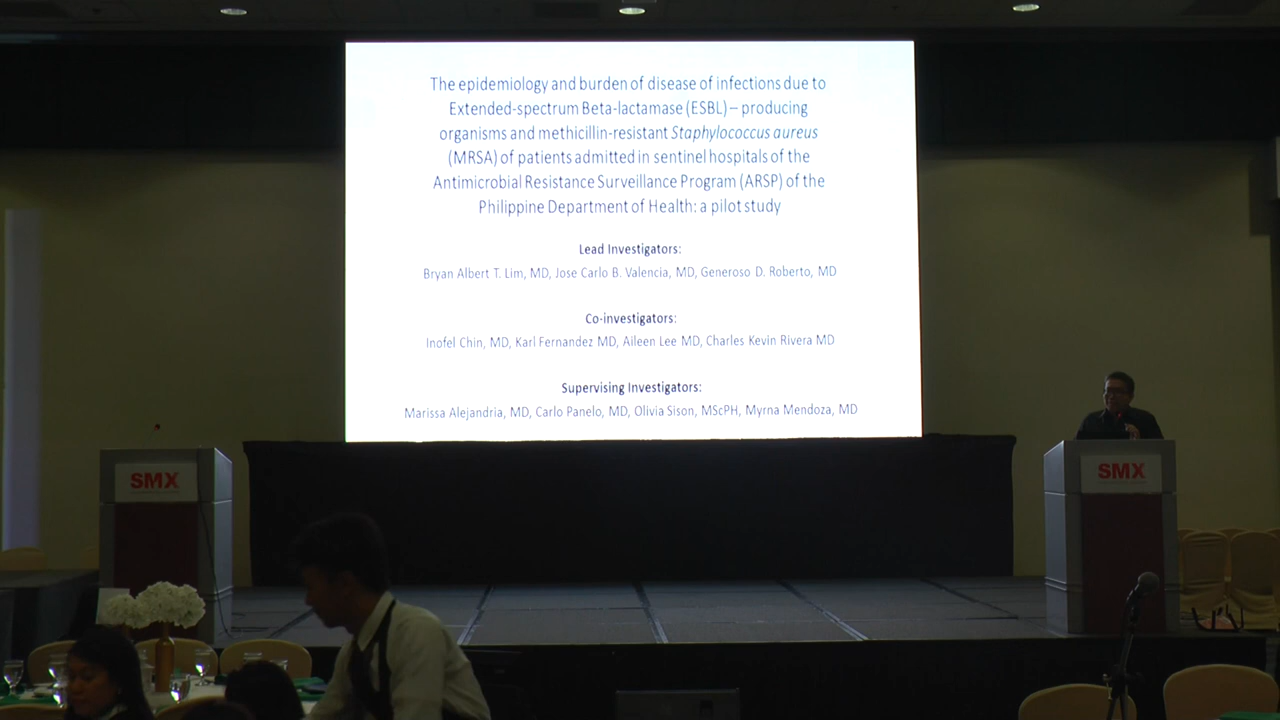 The epidemiology and burden of disease of infections due to
Extended-spectrum Beta-lactamase (ESBL) – producing
organisms and methicillin-resistant Staphylococcus aureus
(MRSA) of patients admitted in sentinel hospitals of the
Antimicrobial Resistance Surveillance Program (ARSP) of the
Philippine Department of Health: a pilot study
Lead Investigators:
Bryan Albert T. Lim, MD, Jose Carlo B. Valencia, MD, Generoso D. Roberto, MD
Co-investigators:
Inofel Chin, MD, Karl Fernandez MD, Aileen Lee MD, Charles Kevin Rivera MD
Supervising Investigators:
Marissa Alejandria, MD, Carlo Panelo, MD, Olivia Sison, MScPH, Myrna Mendoza, MD
SMX
SMX